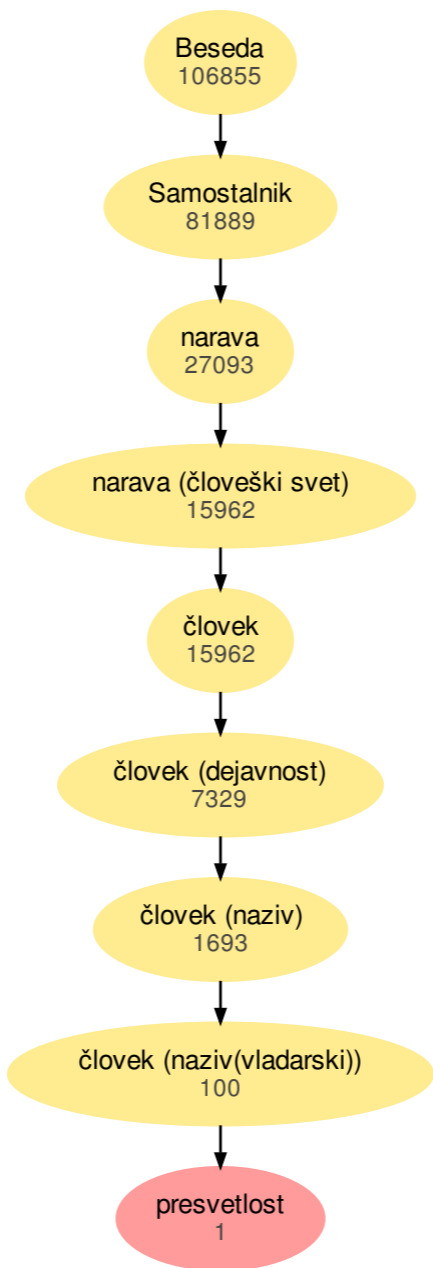 Beseda
106855
Samostalnik
81889
narava
27093
narava (človeški svet)
15962
človek
15962
človek (dejavnost)
7329
človek (naziv)
1693
človek (naziv(vladarski))
100
presvetlost
1